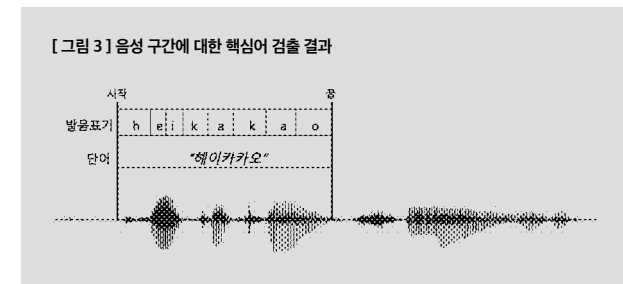 [ 그림 3 ] 음성 구간에 대한 핵심어 검출 결과
시작 끝
발음표기 h e i k a k a o
단어 "헤이카카오"